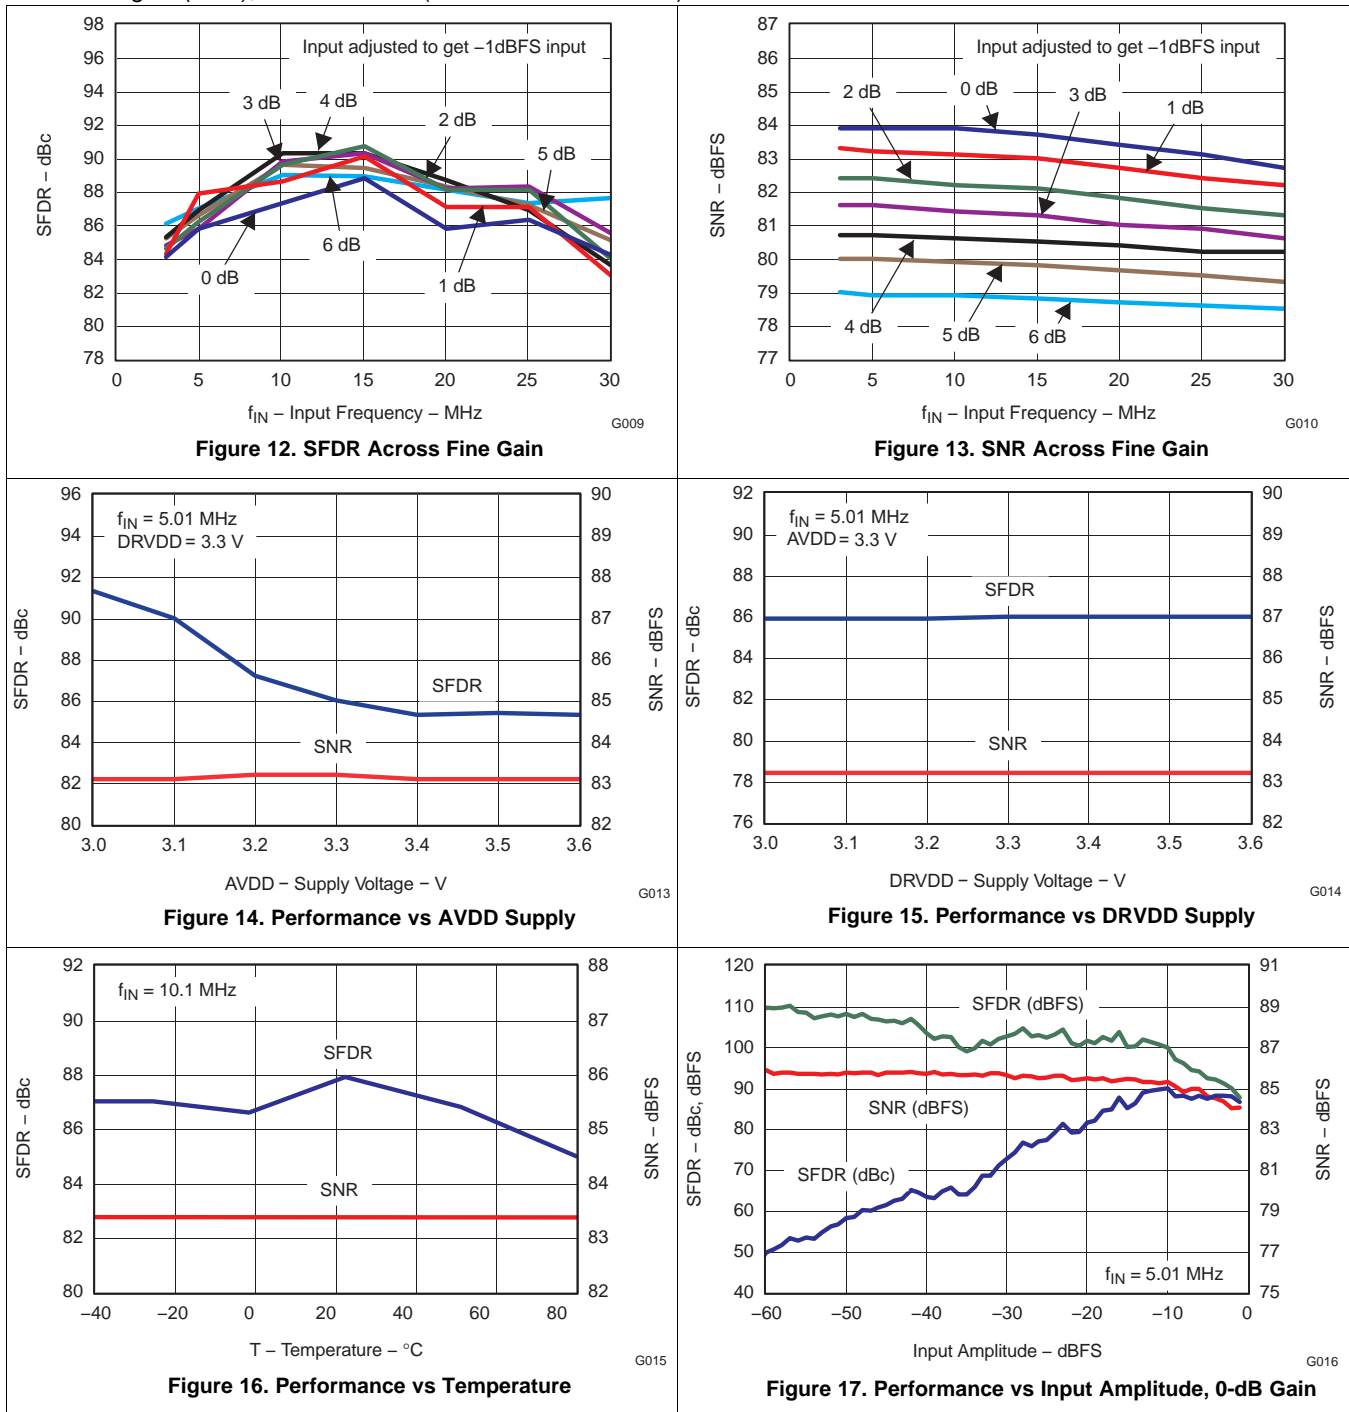 98
96
94
92
90
88
86
84
82
80
78
SFDR – dBc
Input adjusted to get –1dBFS input
3 dB
4 dB
2 dB
5 dB
6 dB
0 dB
1 dB
0 5 10 15 20 25 30
fIN – Input Frequency – MHz
G009
Figure 12. SFDR Across Fine Gain
87
86
85
84
83
82
81
80
79
78
77
SNR – dBFS
Input adjusted to get –1dBFS input
2 dB
0 dB
3 dB
1 dB
4 dB
5 dB
6 dB
0 5 10 15 20 25 30
fIN – Input Frequency – MHz
G010
Figure 13. SNR Across Fine Gain
96
94
92
90
88
86
84
82
80
SFDR – dBc
fIN = 5.01 MHz
DRVDD = 3.3 V
SFDR
SNR
90
89
88
87
86
85
84
83
82
SNR – dBFS
3.0 3.1 3.2 3.3 3.4 3.5 3.6
AVDD – Supply Voltage – V
G013
Figure 14. Performance vs AVDD Supply
92
90
88
86
84
82
80
78
76
SFDR – dBc
fIN = 5.01 MHz
AVDD = 3.3 V
SFDR
SNR
90
89
88
87
86
85
84
83
82
SNR – dBFS
3.0 3.1 3.2 3.3 3.4 3.5 3.6
DRVDD – Supply Voltage – V
G014
Figure 15. Performance vs DRVDD Supply
92
90
88
86
84
82
80
SFDR – dBc
fIN = 10.1 MHz
SFDR
SNR
88
87
86
85
84
83
82
SNR – dBFS
–40 –20 0 20 40 60 80
T – Temperature – °C
G015
Figure 16. Performance vs Temperature
120
110
100
90
80
70
60
50
40
SFDR – dBc, dBFS
SFDR (dBFS)
SNR (dBFS)
SFDR (dBc)
fIN = 5.01 MHz
91
89
87
85
83
81
79
77
75
SNR – dBFS
–60 –50 –40 –30 –20 –10 0
Input Amplitude – dBFS
G016
Figure 17. Performance vs Input Amplitude, 0-dB Gain